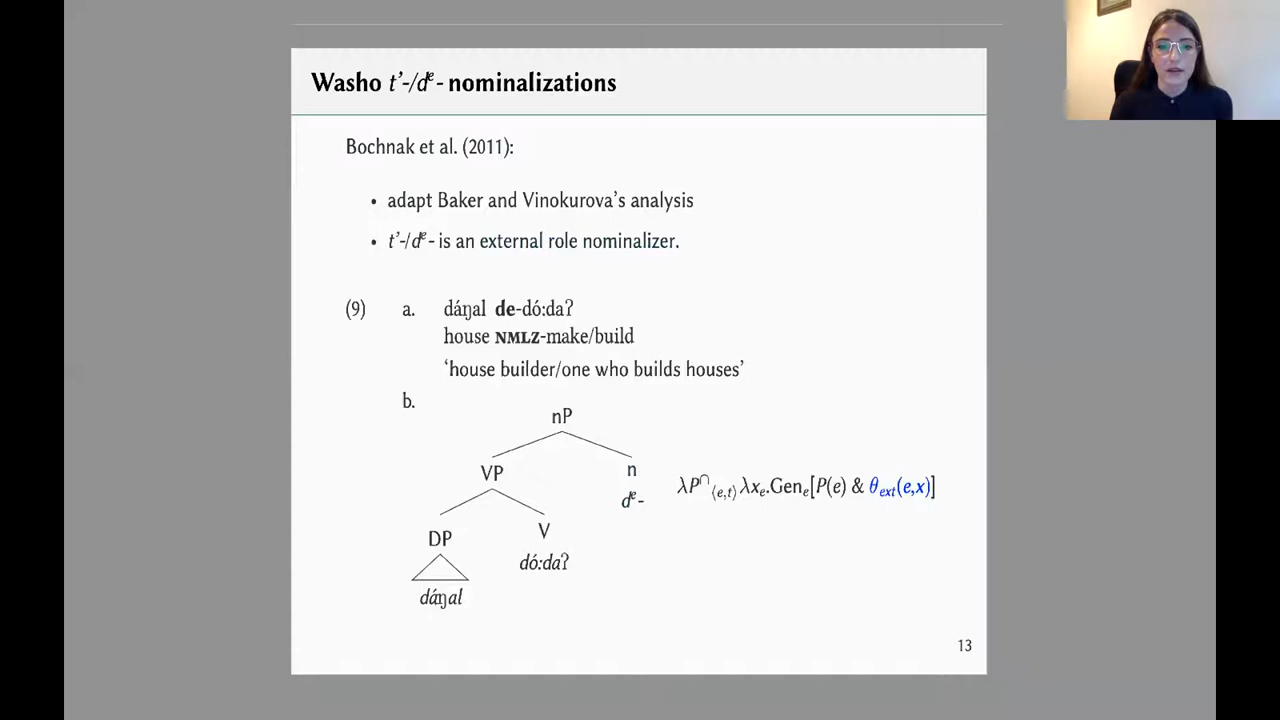 Washo t’-/dᵉ- nominalizations
Bochnak et al. (2011):
• adapt Baker and Vinokurova’s analysis
• t’-/dᵉ- is an external role nominalizer.
(9) a. dáŋal de-dó:daʔ
house NMLZ-make/build
‘house builder/one who builds houses’
b.
nP
VP n
dᵉ-
λP∩⟨e,t⟩λxe.Gene[P(e) & θext(e,x)]
DP V
dó:daʔ
dáŋal
13